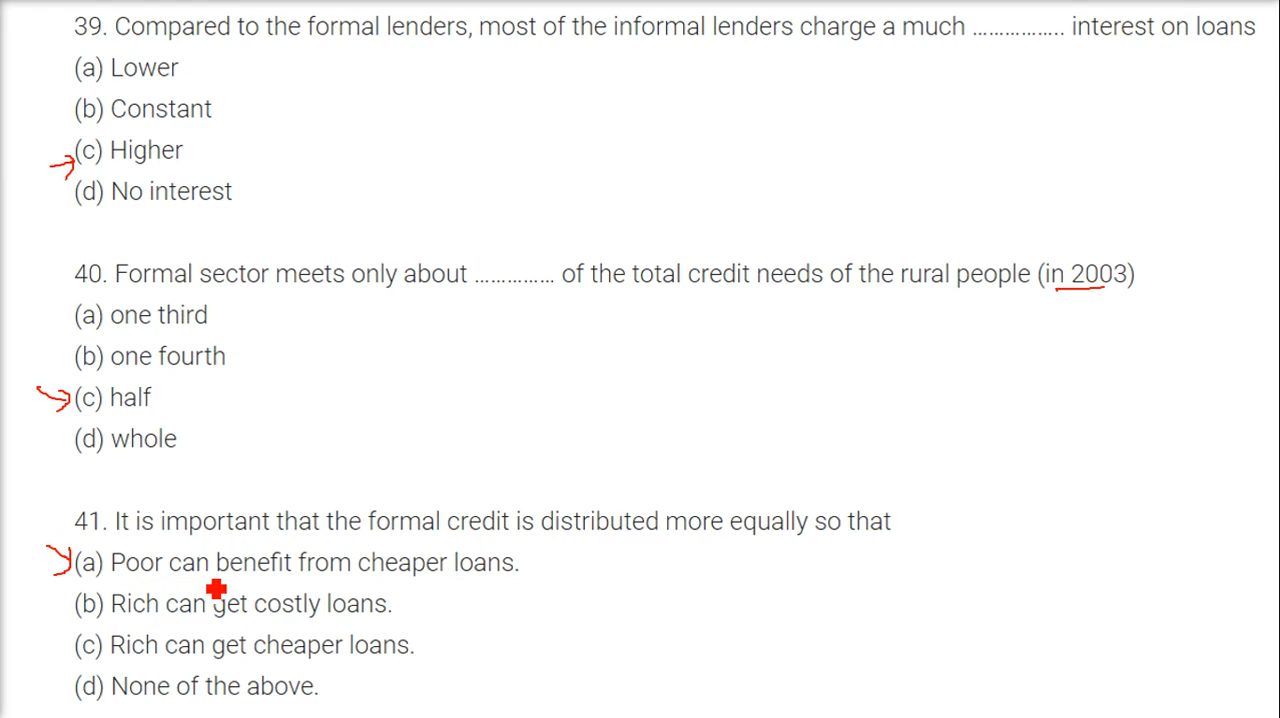 39. Compared to the formal lenders, most of the informal lenders charge a much ................ interest on loans
(a) Lower
(b) Constant
(c) Higher
(d) No interest
40. Formal sector meets only about .............. of the total credit needs of the rural people (in 2003)
(a) one third
(b) one fourth
(c) half
(d) whole
41. It is important that the formal credit is distributed more equally so that
(a) Poor can benefit from cheaper loans.
(b) Rich can get costly loans.
(c) Rich can get cheaper loans.
(d) None of the above.